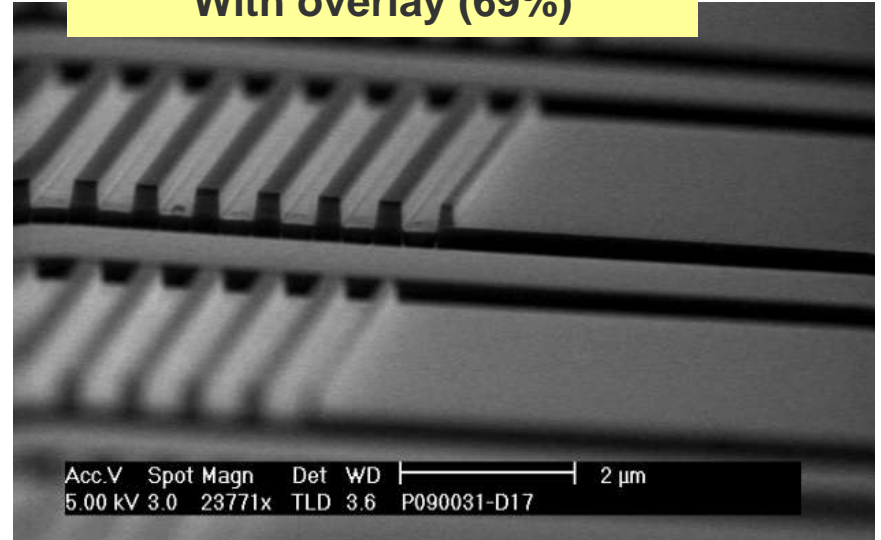 With overlay (69%)
Acc.V Spot Magn Det WD 2 µm
5.00 kV 3.0 23771x TLD 3.6 P090031-D17